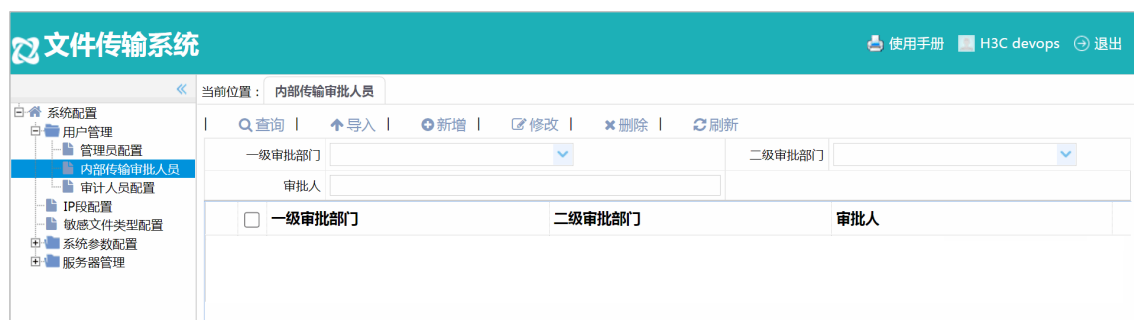 文件传输系统
使用手册 H3C devops 退出
当前位置： 内部传输审批人员
系统配置
用户管理
管理员配置
内部传输审批人员
审计人员配置
IP段配置
敏感文件类型配置
系统参数配置
服务器管理
查询 | 导入 | 新增 | 修改 | 删除 | 刷新
一级审批部门 二级审批部门
审批人
一级审批部门 二级审批部门 审批人